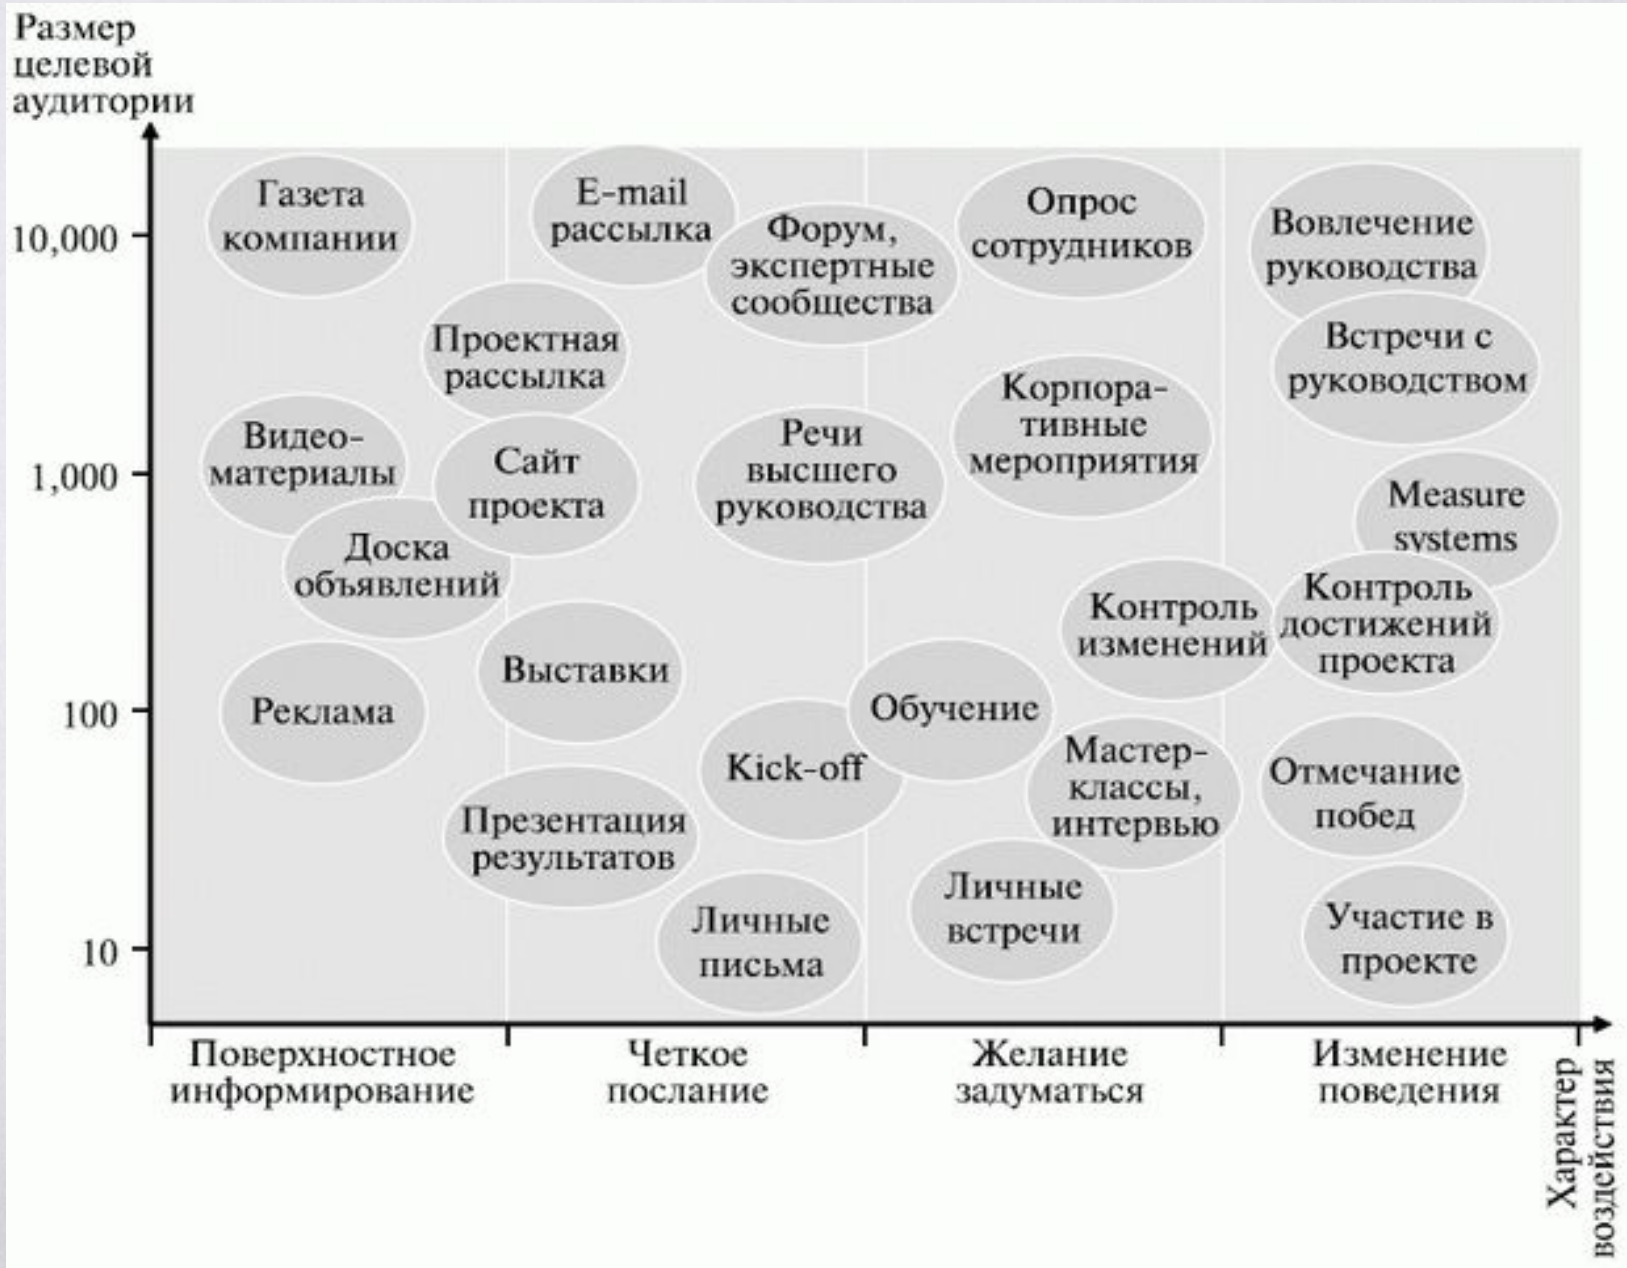 Размер
целевой
аудитории
10,000
1,000
100
10
Газета
компании
E-mail
рассылка
Форум,
экспертные
сообщества
Опрос
сотрудников
Вовлечение
руководства
Проектная
рассылка
Встречи с
руководством
Видео-
материалы
Сайт
проекта
Речи
высшего
руководства
Корпора-
тивные
мероприятия
Measure
systems
Доска
объявлений
Контроль
изменений
Контроль
достижений
проекта
Реклама
Выставки
Kick-off
Обучение
Мастер-
классы,
интервью
Отмечание
побед
Презентация
результатов
Личные
письма
Личные
встречи
Участие в
проекте
Поверхностное
информирование
Четкое
послание
Желание
задуматься
Изменение
поведения
Характер
воздействия